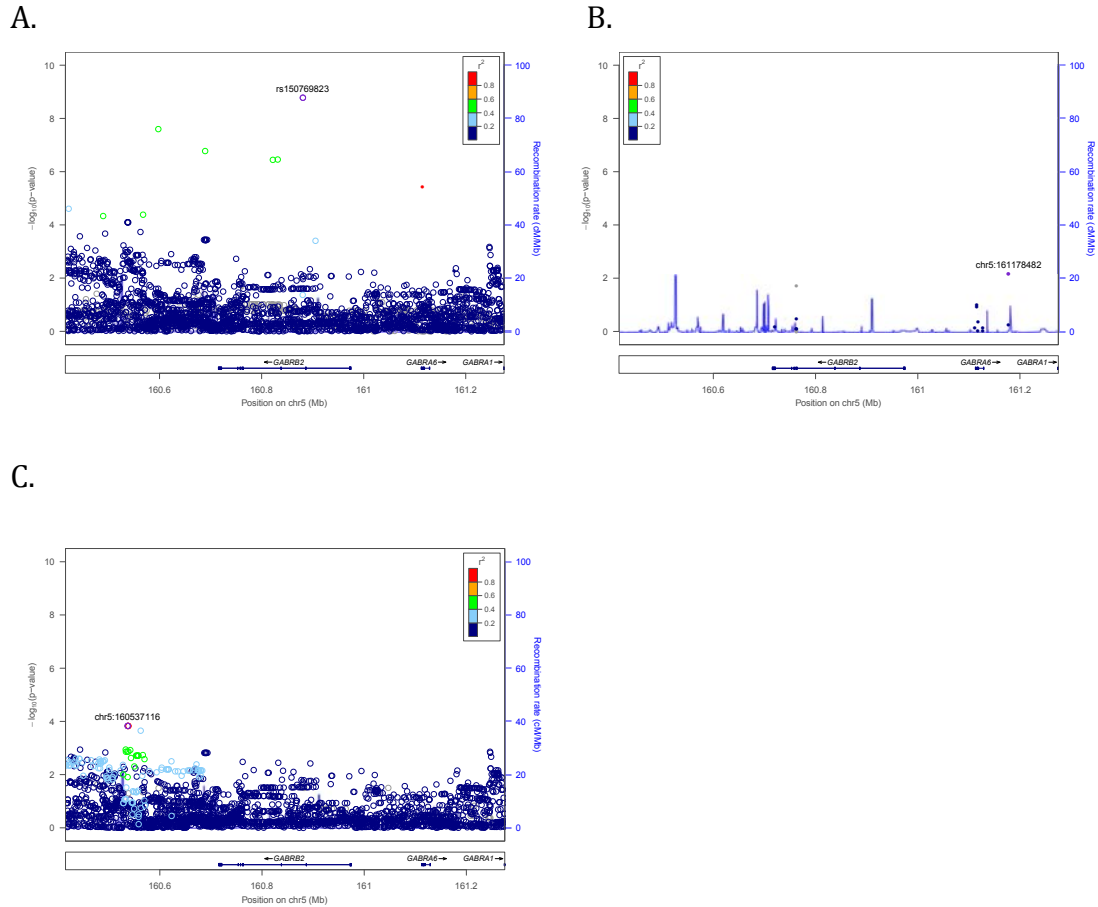 A.
10
8
6
4
2
0
−log10(p−value)
100
80
60
40
20
0
Recombination rate (cM/Mb)
r2
0.8
0.6
0.4
0.2
rs150769823
GABRB2
GABRA6
GABRA1
160.6
160.8
161
161.2
Position on chr5 (Mb)
B.
10
8
6
4
2
0
−log10(p−value)
100
80
60
40
20
0
Recombination rate (cM/Mb)
r2
0.8
0.6
0.4
0.2
chr5:161178482
GABRB2
GABRA6
GABRA1
160.6
160.8
161
161.2
Position on chr5 (Mb)
C.
10
8
6
4
2
0
−log10(p−value)
100
80
60
40
20
0
Recombination rate (cM/Mb)
r2
0.8
0.6
0.4
0.2
chr5:160537116
GABRB2
GABRA6
GABRA1
160.6
160.8
161
161.2
Position on chr5 (Mb)